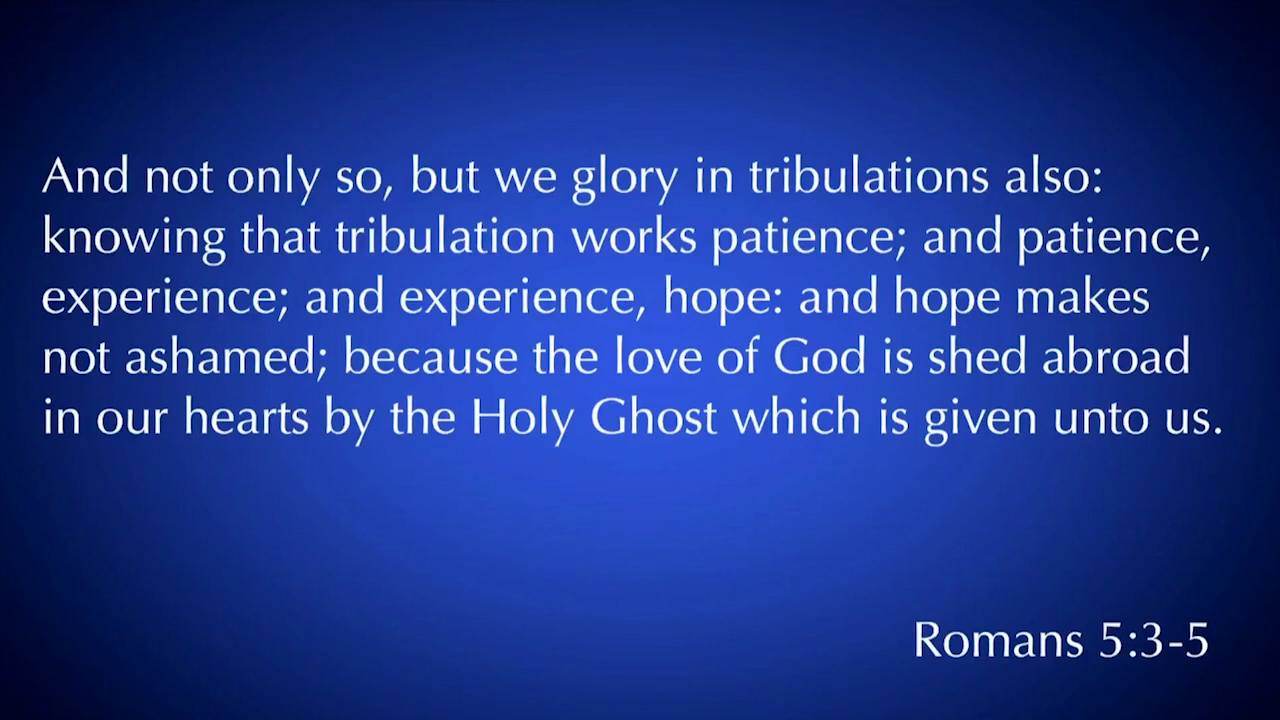 And not only so, but we glory in tribulations also:
knowing that tribulation works patience; and patience,
experience; and experience, hope: and hope makes
not ashamed; because the love of God is shed abroad
in our hearts by the Holy Ghost which is given unto us.
Romans 5:3-5